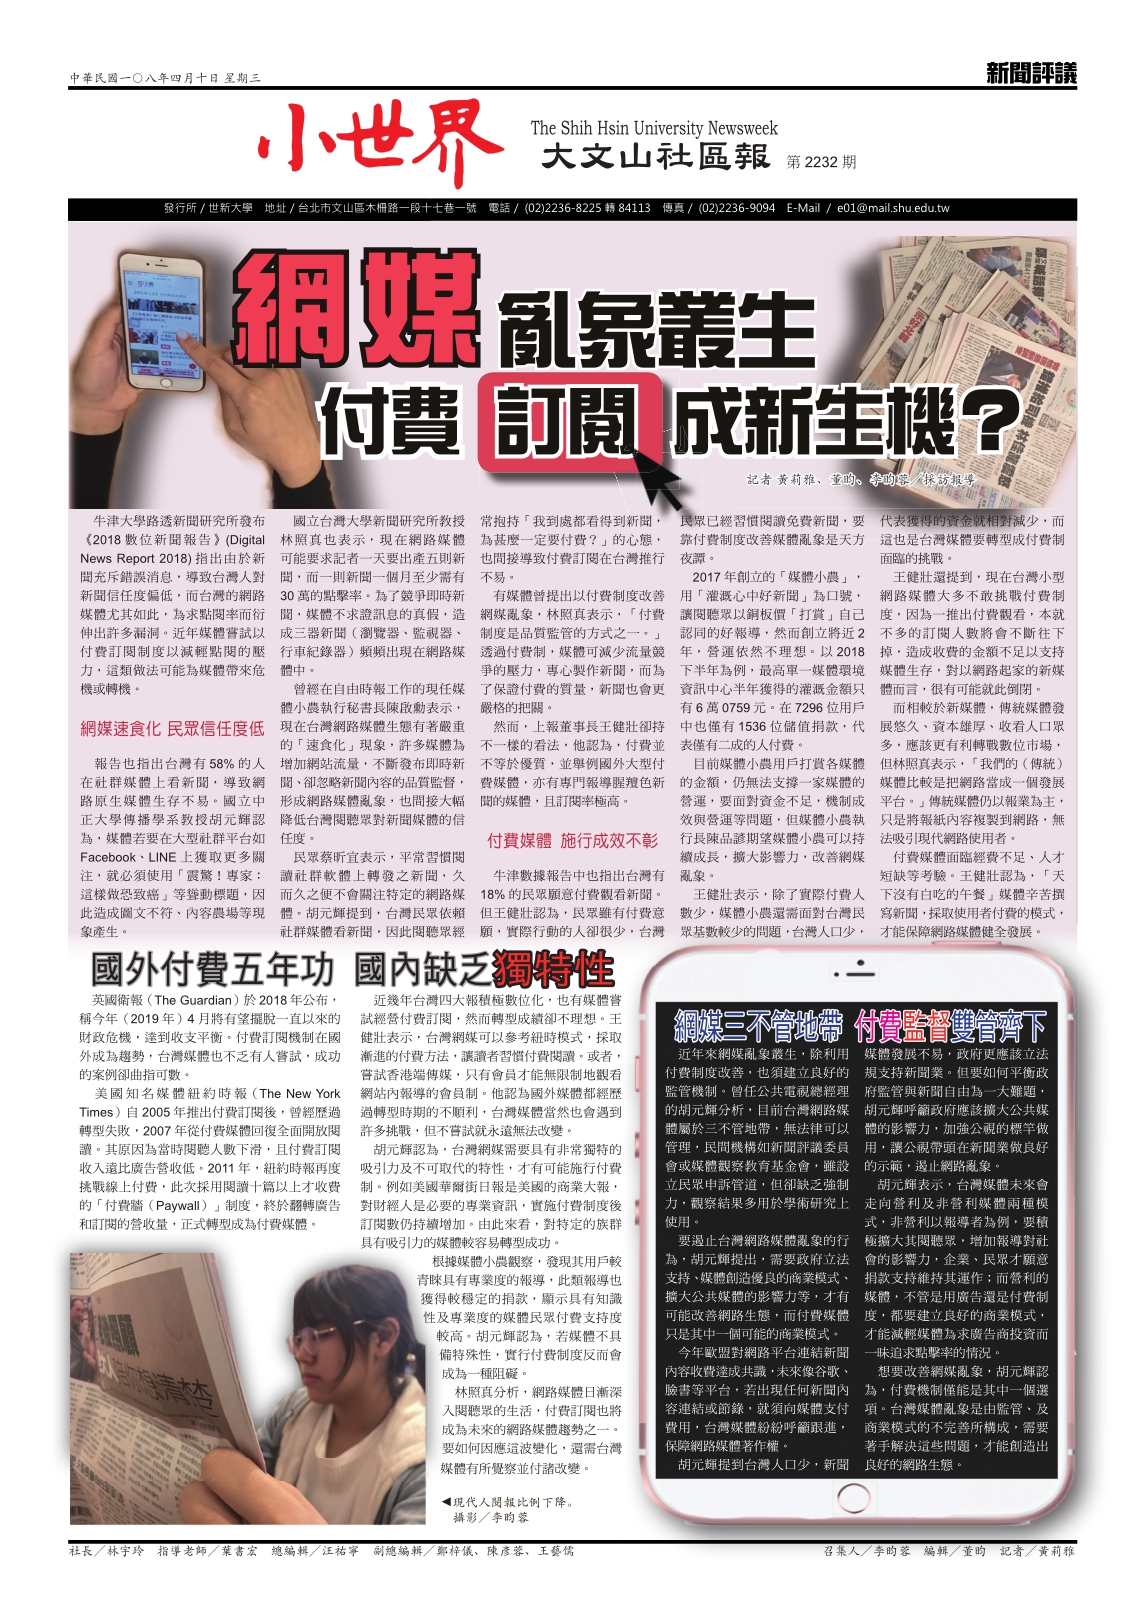 中華民國一○八年四月十日 星期三
新聞評議
小世界
The Shih Hsin University Newsweek
大文山社區報 第 2232 期
發行所 / 世新大學 地址 / 台北市文山區木柵路一段十七巷一號 電話 / (02)2236-8225 轉 84113 傳真 / (02)2236-9094 E-Mail / e01@mail.shu.edu.tw
網媒 亂象叢生
付費 訂閱 成新生機？
記者 黃莉雅、董昀、李昀蓉／採訪報導
牛津大學路透新聞研究所發布
《2018 數位新聞報告》(Digital
News Report 2018) 指出由於新
聞充斥錯誤消息，導致台灣人對
新聞信任度偏低，而台灣的網路
媒體尤其如此，為求點閱率而衍
伸出許多漏洞。近年媒體嘗試以
付費訂閱制度以減輕點閱的壓
力，這類做法可能為媒體帶來危
機或轉機。
網媒速食化 民眾信任度低
報告也指出台灣有 58% 的人
在社群媒體上看新聞，導致網
路原生媒體生存不易。國立中
正大學傳播學系教授胡元輝認
為，媒體若要在大型社群平台如
Facebook、LINE 上獲取更多關
注，就必須使用「震驚！專家：
這樣做恐致癌」等聳動標題，因
此造成圖文不符、內容農場等現
象產生。
國立台灣大學新聞研究所教授
林照真也表示，現在網路媒體
可能要求記者一天要出產五則新
聞，而一則新聞一個月至少需有
30 萬的點擊率。為了競爭即時新
聞，媒體不求證訊息的真假，造
成三器新聞（瀏覽器、監視器、
行車紀錄器）頻頻出現在網路媒
體中。
曾經在自由時報工作的現任媒
體小農執行秘書長陳啟勳表示，
現在台灣網路媒體生態有著嚴重
的「速食化」現象，許多媒體為
增加網站流量，不斷發布即時新
聞、卻忽略新聞內容的品質監督，
形成網路媒體亂象，也間接大幅
降低台灣閱聽眾對新聞媒體的信
任度。
民眾蔡昕宜表示，平常習慣閱
讀社群軟體上轉發之新聞，久
而久之便不會關注特定的網路媒
體。胡元輝提到，台灣民眾依賴
社群媒體看新聞，因此閱聽眾經
常抱持「我到處都看得到新聞，
為甚麼一定要付費？」的心態，
也間接導致付費訂閱在台灣推行
不易。
有媒體曾提出以付費制度改善
網媒亂象，林照真表示，「付費
制度是品質監管的方式之一。」
透過付費制，媒體可減少流量競
爭的壓力，專心製作新聞，而為
了保證付費的質量，新聞也會更
嚴格的把關。
然而，上報董事長王健壯卻持
不一樣的看法，他認為，付費並
不等於優質，並舉例國外大型付
費媒體，亦有專門報導腥羶色新
聞的媒體，且訂閱率極高。
付費媒體 施行成效不彰
牛津數據報告中也指出台灣有
18% 的民眾願意付費觀看新聞。
但王健壯認為，民眾雖有付費意
願，實際行動的人卻很少，台灣
民眾已經習慣閱讀免費新聞，要
靠付費制度改善媒體亂象是天方
夜譚。
2017 年創立的「媒體小農」，
用「灌溉心中好新聞」為口號，
讓閱聽眾以銅板價「打賞」自己
認同的好報導，然而創立將近 2
年，營運依然不理想。以 2018
下半年為例，最高單一媒體環境
資訊中心半年獲得的灌溉金額只
有 6 萬 0759 元。在 7296 位用戶
中也僅有 1536 位儲值捐款，代
表僅有二成的人付費。
目前媒體小農用戶打賞各媒體
的金額，仍無法支撐一家媒體的
營運，要面對資金不足，機制成
效與營運等問題，但媒體小農執
行長陳品諺期望媒體小農可以持
續成長，擴大影響力，改善網媒
亂象。
王健壯表示，除了實際付費人
數少，媒體小農還需面對台灣民
眾基數較少的問題，台灣人口少，
代表獲得的資金就相對減少，而
這也是台灣媒體要轉型成付費制
面臨的挑戰。
王健壯還提到，現在台灣小型
網路媒體大多不敢挑戰付費制
度，因為一推出付費觀看，本就
不多的訂閱人數將會不斷往下
掉，造成收費的金額不足以支持
媒體生存，對以網路起家的新媒
體而言，很有可能就此倒閉。
而相較於新媒體，傳統媒體發
展悠久、資本雄厚、收看人口眾
多，應該更有利轉戰數位市場，
但林照真表示，「我們的（傳統）
媒體比較是把網路當成一個發展
平台。」傳統媒體仍以報業為主，
只是將報紙內容複製到網路，無
法吸引現代網路使用者。
付費媒體面臨經費不足、人才
短缺等考驗。王健壯認為，「天
下沒有白吃的午餐」媒體辛苦撰
寫新聞，採取使用者付費的模式，
才能保障網路媒體健全發展。
國外付費五年功 國內缺乏獨特性
英國衛報（The Guardian）於 2018 年公布，
稱今年（2019 年）4 月將有望擺脫一直以來的
財政危機，達到收支平衡。付費訂閱機制在國
外成為趨勢，台灣媒體也不乏有人嘗試，成功
的案例卻曲指可數。
美國知名媒體紐約時報（The New York
Times）自 2005 年推出付費訂閱後，曾經歷過
轉型失敗，2007 年從付費媒體回復全面開放閱
讀。其原因為當時閱聽人數下滑，且付費訂閱
收入遠比廣告營收低。2011 年，紐約時報再度
挑戰線上付費，此次採用閱讀十篇以上才收費
的「付費牆（Paywall）」制度，終於翻轉廣告
和訂閱的營收量，正式轉型成為付費媒體。
近幾年台灣四大報積極數位化，也有媒體嘗
試經營付費訂閱，然而轉型成績卻不理想。王
健壯表示，台灣網媒可以參考紐時模式，採取
漸進的付費方法，讓讀者習慣付費閱讀。或者，
嘗試香港端傳媒，只有會員才能無限制地觀看
網站內報導的會員制。他認為國外媒體都經歷
過轉型時期的不順利，台灣媒體當然也會遇到
許多挑戰，但不嘗試就永遠無法改變。
胡元輝認為，台灣網媒需要具有非常獨特的
吸引力及不可取代的特性，才有可能施行付費
制。例如美國華爾街日報是美國的商業大報，
對財經人是必要的專業資訊，實施付費制度後
訂閱數仍持續增加。由此來看，對特定的族群
具有吸引力的媒體較容易轉型成功。
根據媒體小農觀察，發現其用戶較
青睞具有專業度的報導，此類報導也
獲得較穩定的捐款，顯示具有知識
性及專業度的媒體民眾付費支持度
較高。胡元輝認為，若媒體不具
備特殊性，實行付費制度反而會
成為一種阻礙。
林照真分析，網路媒體日漸深
入閱聽眾的生活，付費訂閱也將
成為未來的網路媒體趨勢之一。
要如何因應這波變化，還需台灣
媒體有所覺察並付諸改變。
◀現代人閱報比例下降。
攝影／李昀蓉
網媒三不管地帶 付費監督雙管齊下
近年來網媒亂象叢生，除利用
付費制度改善，也須建立良好的
監管機制。曾任公共電視總經理
的胡元輝分析，目前台灣網路媒
體屬於三不管地帶，無法律可以
管理，民間機構如新聞評議委員
會或媒體觀察教育基金會，雖設
立民眾申訴管道，但卻缺乏強制
力，觀察結果多用於學術研究上
使用。
要遏止台灣網路媒體亂象的行
為，胡元輝提出，需要政府立法
支持、媒體創造優良的商業模式、
擴大公共媒體的影響力等，才有
可能改善網路生態，而付費媒體
只是其中一個可能的商業模式。
今年歐盟對網路平台連結新聞
內容收費達成共識，未來像谷歌、
臉書等平台，若出現任何新聞內
容連結或節錄，就須向媒體支付
費用，台灣媒體紛紛呼籲跟進，
保障網路媒體著作權。
胡元輝提到台灣人口少，新聞
媒體發展不易，政府更應該立法
規支持新聞業。但要如何平衡政
府監管與新聞自由為一大難題，
胡元輝呼籲政府應該擴大公共媒
體的影響力，加強公視的標竿做
用，讓公視帶頭在新聞業做良好
的示範，遏止網路亂象。
胡元輝表示，台灣媒體未來會
走向營利及非營利媒體兩種模
式，非營利以報導者為例，要積
極擴大其閱聽眾，增加報導對社
會的影響力，企業、民眾才願意
捐款支持維持其運作；而營利的
媒體，不管是用廣告還是付費制
度，都要建立良好的商業模式，
才能減輕媒體為求廣告商投資而
一昧追求點擊率的情況。
想要改善網媒亂象，胡元輝認
為，付費機制僅能是其中一個選
項。台灣媒體亂象是由監管、及
商業模式的不完善所構成，需要
著手解決這些問題，才能創造出
良好的網路生態。
社長／林宇玲 指導老師／葉書宏 總編輯／汪祐寧 副總編輯／鄭梓儀、陳彥蓉、王藝儒
召集人／李昀蓉 編輯／董昀 記者／黃莉雅